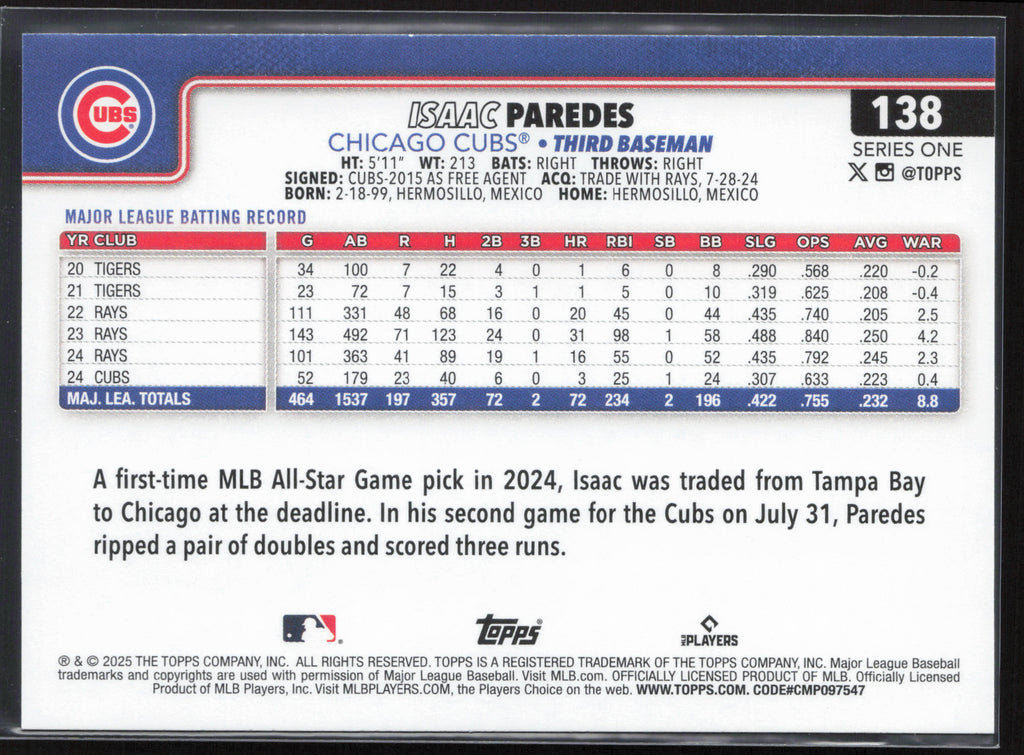 CUBS
ISAAC PAREDES
138
CHICAGO CUBS® • THIRD BASEMAN
SERIES ONE
HT: 5'11" WT: 213 BATS: RIGHT THROWS: RIGHT
@TOPPS
SIGNED: CUBS-2015 AS FREE AGENT ACQ: TRADE WITH RAYS, 7-28-24
BORN: 2-18-99, HERMOSILLO, MEXICO HOME: HERMOSILLO, MEXICO
MAJOR LEAGUE BATTING RECORD
YR CLUB G AB R H 2B 3B HR RBI SB BB SLG OPS AVG WAR
20 TIGERS 34 100 7 22 4 0 1 6 0 8 .290 .568 .220 -0.2
21 TIGERS 23 72 7 15 3 1 1 5 0 10 .319 .625 .208 -0.4
22 RAYS 111 331 48 68 16 0 20 45 0 44 .435 .740 .205 2.5
23 RAYS 143 492 71 123 24 0 31 98 1 58 .488 .840 .250 4.2
24 RAYS 101 363 41 89 19 1 16 55 0 52 .435 .792 .245 2.3
24 CUBS 52 179 23 40 6 0 3 25 1 24 .307 .633 .223 0.4
MAJ. LEA. TOTALS 464 1537 197 357 72 2 72 234 2 196 .422 .755 .232 8.8
A first-time MLB All-Star Game pick in 2024, Isaac was traded from Tampa Bay
to Chicago at the deadline. In his second game for the Cubs on July 31, Paredes
ripped a pair of doubles and scored three runs.
Topps®
MLB PLAYERS
® & © 2025 THE TOPPS COMPANY, INC. ALL RIGHTS RESERVED. TOPPS IS A REGISTERED TRADEMARK OF THE TOPPS COMPANY, INC. Major League Baseball
trademarks and copyrights are used with permission of Major League Baseball. Visit MLB.com. OFFICIALLY LICENSED PRODUCT OF MLB. Officially Licensed
Product of MLB Players, Inc. Visit MLBPLAYERS.COM, the Players Choice on the web. WWW.TOPPS.COM. CODE#CMP097547